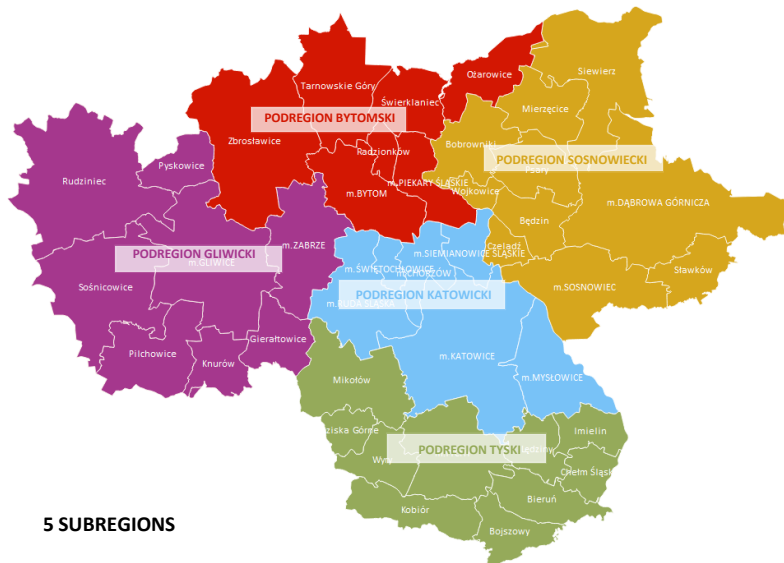 Ożarowice
Siewierz
Tarnowskie Góry
Świerklaniec
Mierzęcice
PODREGION BYTOMSKI
Zbrosławice
Bobrowniki
Radzionków
PODREGION SOSNOWIECKI
Pyskowice
Rudziniec
m.PIEKARY ŚLĄSKIE
m.BYTOM
Wojkowice
m.DĄBROWA GÓRNICZA
Będzin
m.ZABRZE
PODREGION GLIWICKI
m.GLIWICE
Czeladź
m.SIEMIANOWICE ŚLĄSKIE
m.ŚWIĘTOCHŁOWICE
Sławków
Sośnicowice
m.SOSNOWIEC
PODREGION KATOWICKI
Gierałtowice
Pilchowice
Knurów
m.KATOWICE
m.MYSŁOWICE
Mikołów
Imielin
PODREGION TYSKI
Chełm Śląsk
Bieruń
Kobiór
Bojszowy
5 SUBREGIONS